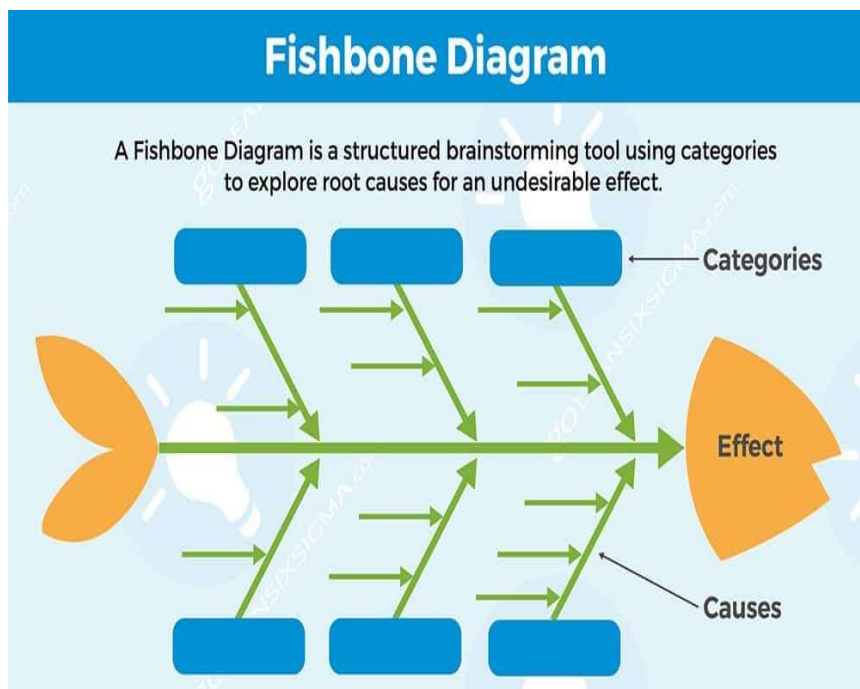 Fishbone Diagram
A Fishbone Diagram is a structured brainstorming tool using categories
to explore root causes for an undesirable effect.
Categories
Effect
Causes